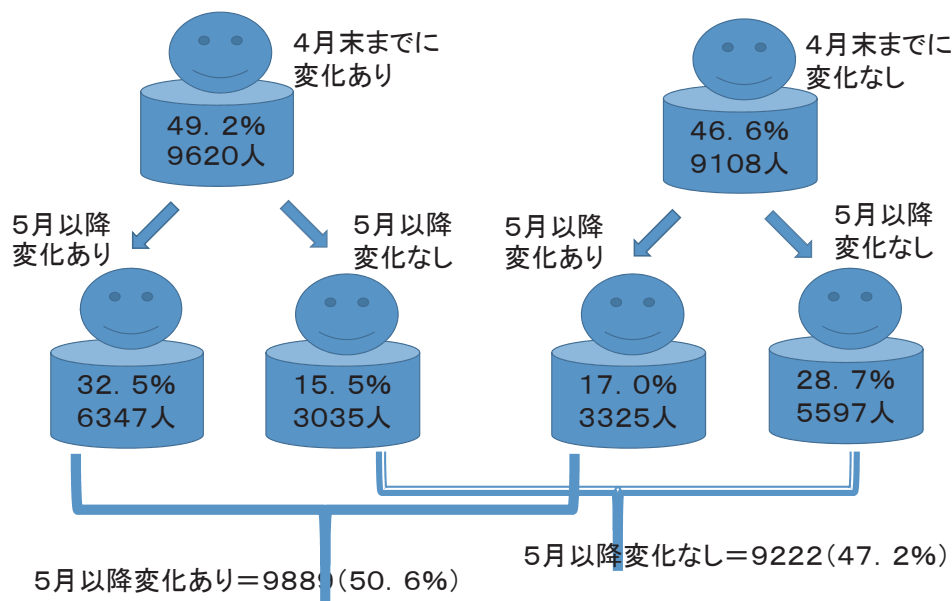 4月末までに
変化あり
49. 2%
9620人
4月末までに
変化なし
46. 6%
9108人
5月以降
変化あり
5月以降
変化なし
5月以降
変化あり
5月以降
変化なし
32. 5%
6347人
15. 5%
3035人
17. 0%
3325人
28. 7%
5597人
5月以降変化なし=9222(47. 2%)
5月以降変化あり=9889(50. 6%)